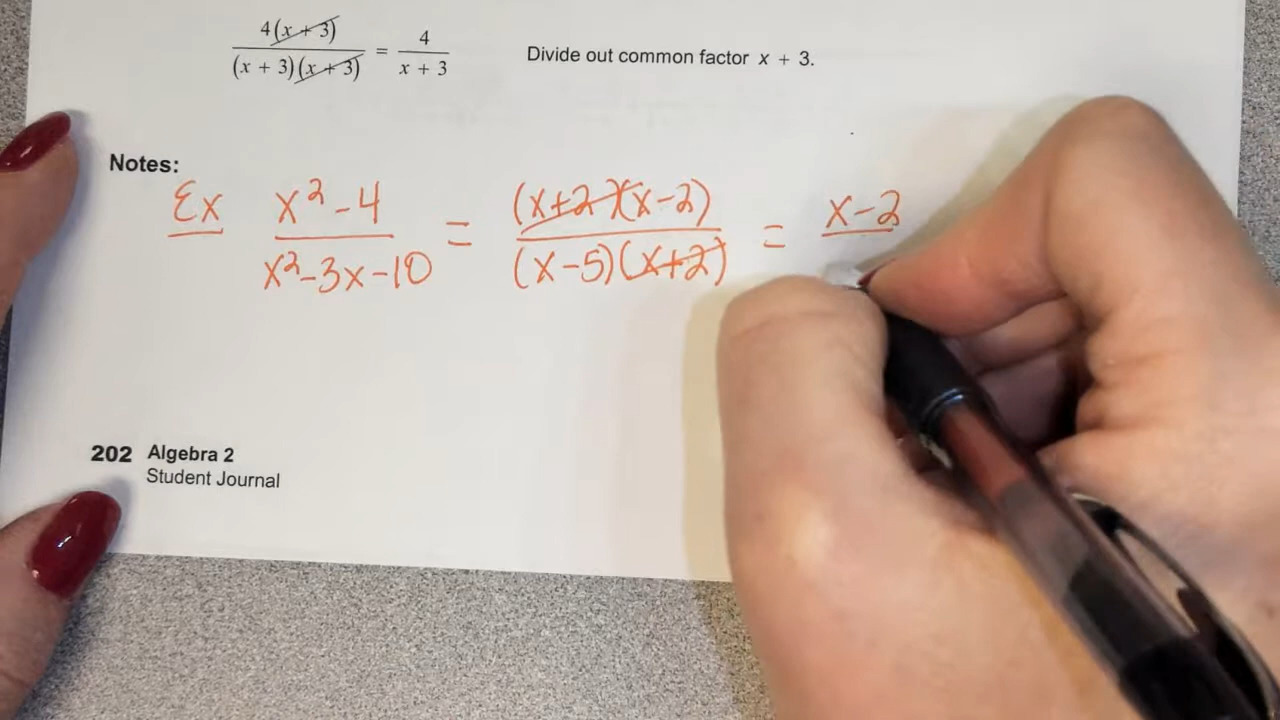 4(x + 3) / (x + 3)(x + 3) = 4 / x + 3 Divide out common factor x + 3.
Notes:
Ex x²-4 / x²-3x-10 = (x+2)(x-2) / (x-5)(x+2) = x-2
202 Algebra 2
Student Journal